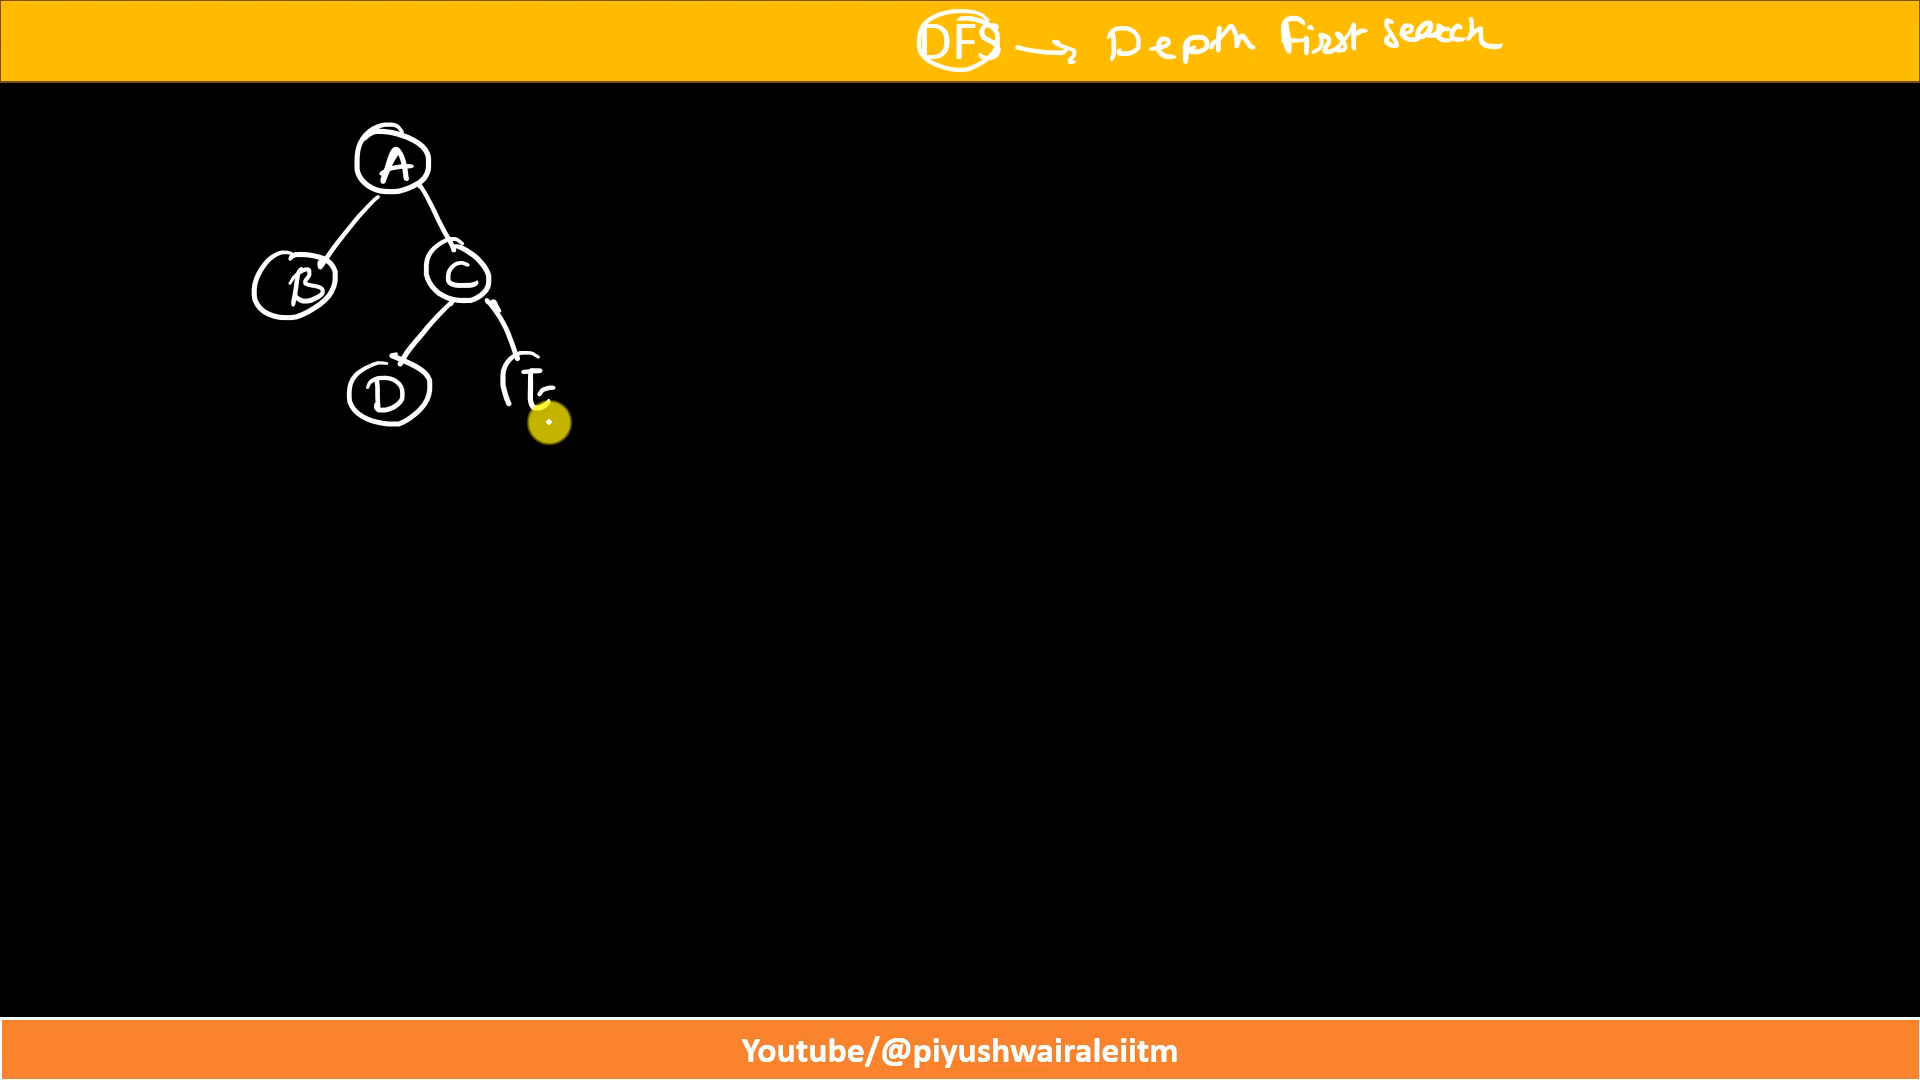 DFS → Depth First Search
A
B C
D E
Youtube/@piyushwairaleiitm